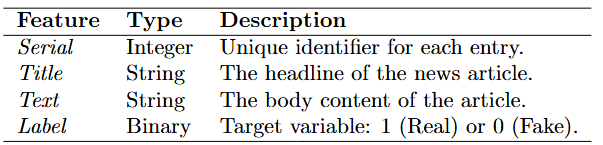 Feature Type Description
Serial Integer Unique identifier for each entry.
Title String The headline of the news article.
Text String The body content of the article.
Label Binary Target variable: 1 (Real) or 0 (Fake).